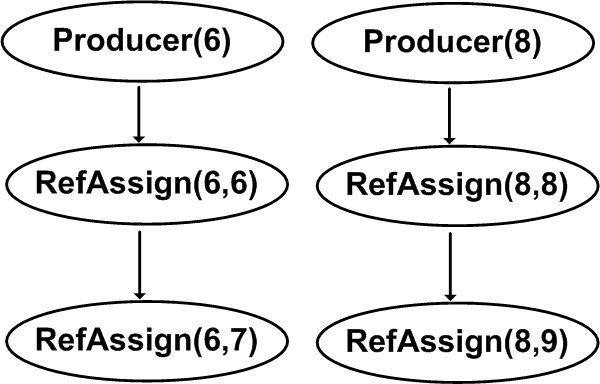 Producer(6)
Producer(8)
RefAssign(6,6)
RefAssign(8,8)
RefAssign(6,7)
RefAssign(8,9)